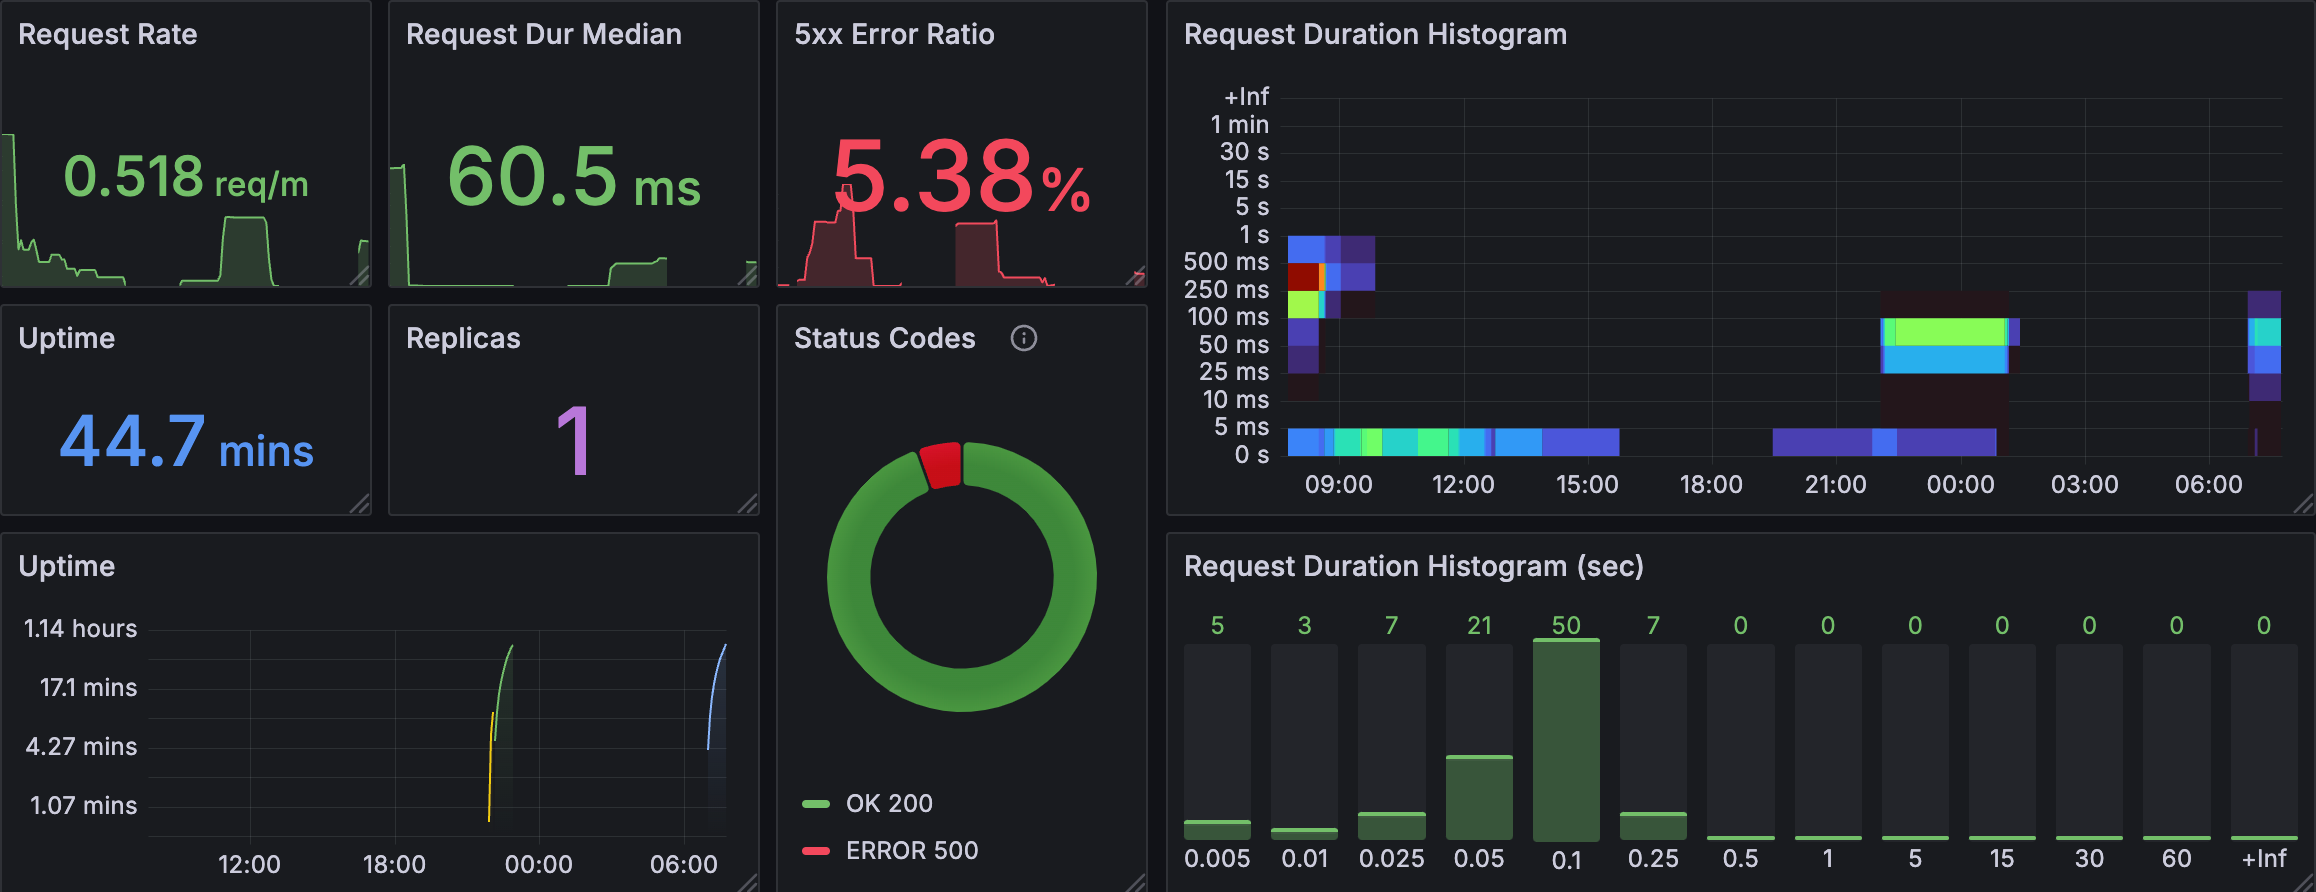 Request Rate
0.518 req/m
Request Dur Median
60.5 ms
5xx Error Ratio
5.38%
Request Duration Histogram
+Inf
1 min
30 s
15 s
5 s
1 s
500 ms
250 ms
100 ms
50 ms
25 ms
10 ms
5 ms
0 s
09:00 12:00 15:00 18:00 21:00 00:00 03:00 06:00
Uptime
44.7 mins
Replicas
1
Status Codes
OK 200
ERROR 500
Uptime
1.14 hours
17.1 mins
4.27 mins
1.07 mins
12:00 18:00 00:00 06:00
Request Duration Histogram (sec)
5 3 7 21 50 7 0 0 0 0 0 0 0
0.005 0.01 0.025 0.05 0.1 0.25 0.5 1 5 15 30 60 +Inf